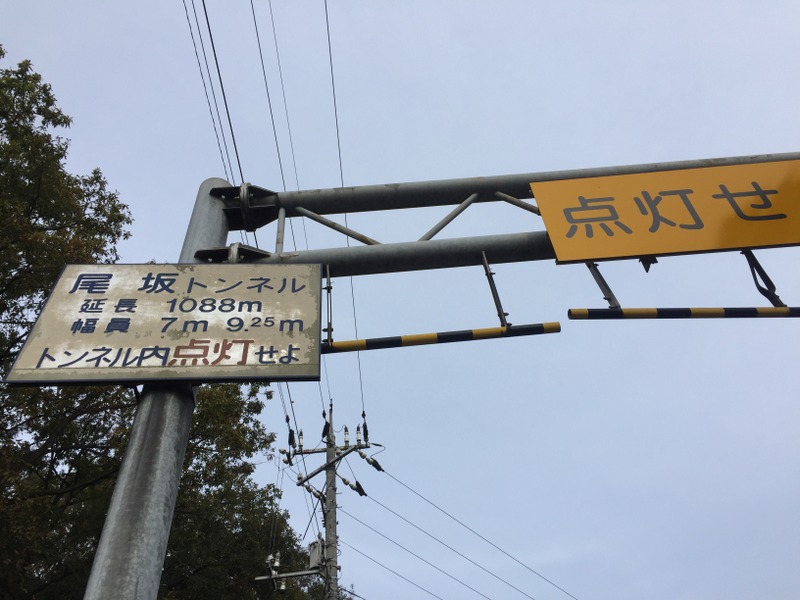 尾坂トンネル
延長 1088m
幅員 7m 9.25m
トンネル内点灯せよ
点灯せ